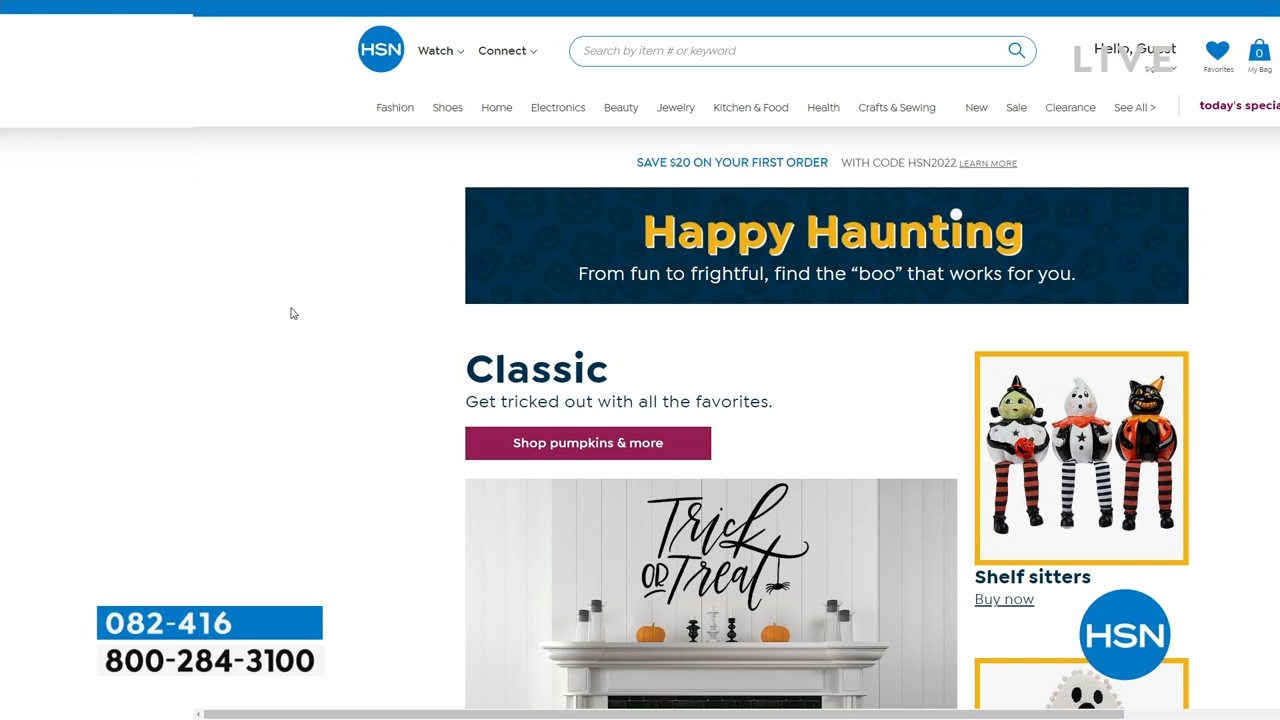 HSN
Watch
Connect
Search by item # or keyword
Hello, Guest
LIVE
Favorites
0
My Bag
Fashion
Shoes
Home
Electronics
Beauty
Jewelry
Kitchen & Food
Health
Crafts & Sewing
New
Sale
Clearance
See All >
today's specia
SAVE $20 ON YOUR FIRST ORDER WITH CODE HSN2022 LEARN MORE
Happy Haunting
From fun to frightful, find the “boo” that works for you.
Classic
Get tricked out with all the favorites.
Shop pumpkins & more
Trick
OR Treat
Shelf sitters
Buy now
HSN
082-416
800-284-3100